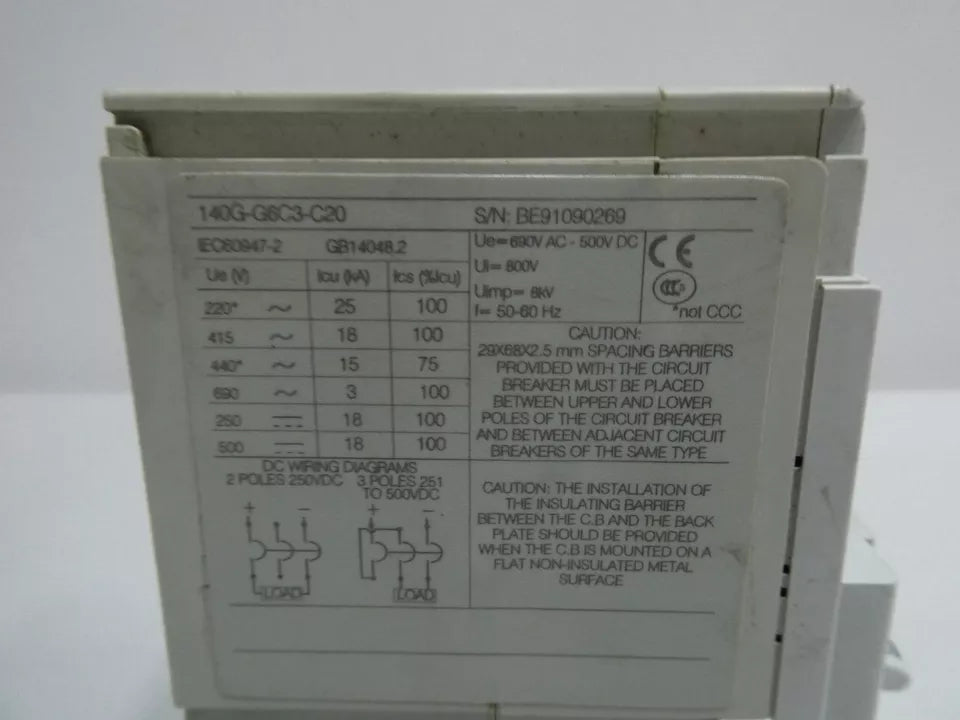 140G-G6C3-C20 S/N: BE91090269
IEC60947-2 GB14048.2
Ue (V) Icu (kA) Ics (%Icu)
220* ~ 25 100
415 ~ 18 100
440* ~ 15 75
690 ~ 3 100
250 18 100
500 18 100
Ue= 690V AC - 500V DC
Ui= 800V
Uimp= 8kV
f= 50-60 Hz
CE
CCC
*not CCC
CAUTION:
29X68X2.5 mm SPACING BARRIERS
PROVIDED WITH THE CIRCUIT
BREAKER MUST BE PLACED
BETWEEN UPPER AND LOWER
POLES OF THE CIRCUIT BREAKER
AND BETWEEN ADJACENT CIRCUIT
BREAKERS OF THE SAME TYPE
DC WIRING DIAGRAMS
2 POLES 250VDC 3 POLES 251
TO 500VDC
+ - + -
LOAD LOAD
CAUTION: THE INSTALLATION OF
THE INSULATING BARRIER
BETWEEN THE C.B AND THE BACK
PLATE SHOULD BE PROVIDED
WHEN THE C.B IS MOUNTED ON A
FLAT NON-INSULATED METAL
SURFACE